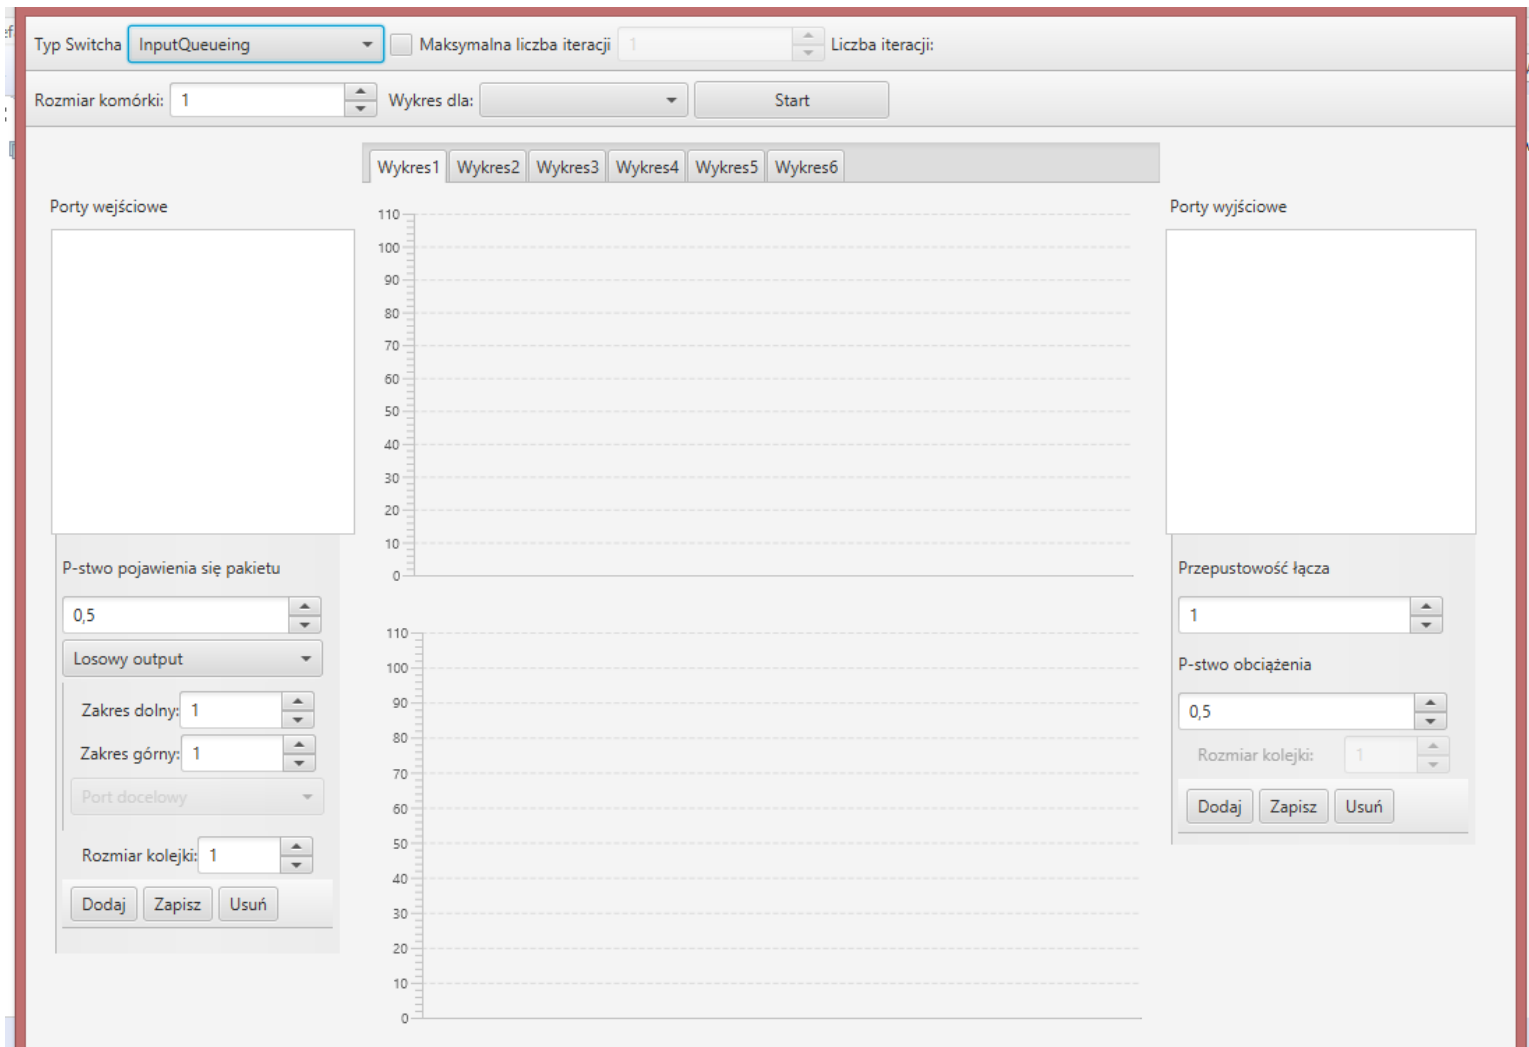 Typ Switcha InputQueueing Maksymalna liczba iteracji 1 Liczba iteracji:
Rozmiar komórki: 1 Wykres dla: Start
Wykres1 Wykres2 Wykres3 Wykres4 Wykres5 Wykres6
Porty wejściowe
P-stwo pojawienia się pakietu
0,5
Losowy output
Zakres dolny: 1
Zakres górny: 1
Port docelowy
Rozmiar kolejki: 1
Dodaj Zapisz Usuń
110
100
90
80
70
60
50
40
30
20
10
0
110
100
90
80
70
60
50
40
30
20
10
0
Porty wyjściowe
Przepustowość łącza
1
P-stwo obciążenia
0,5
Rozmiar kolejki: 1
Dodaj Zapisz Usuń